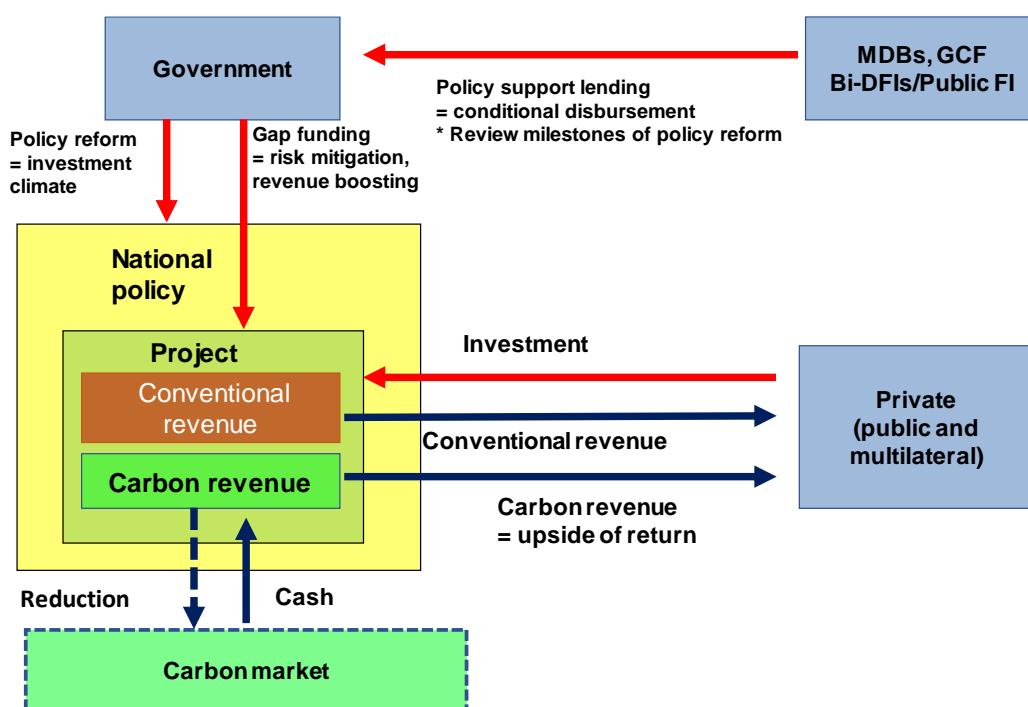 Government
MDBs, GCF
Bi-DFIs/Public FI
Policy support lending
= conditional disbursement
* Review milestones of policy reform
Policy reform
= investment
climate
Gap funding
= risk mitigation,
revenue boosting
National
policy
Project
Conventional
revenue
Carbon revenue
Investment
Conventional revenue
Carbon revenue
= upside of return
Private
(public and
multilateral)
Reduction
Cash
Carbon market